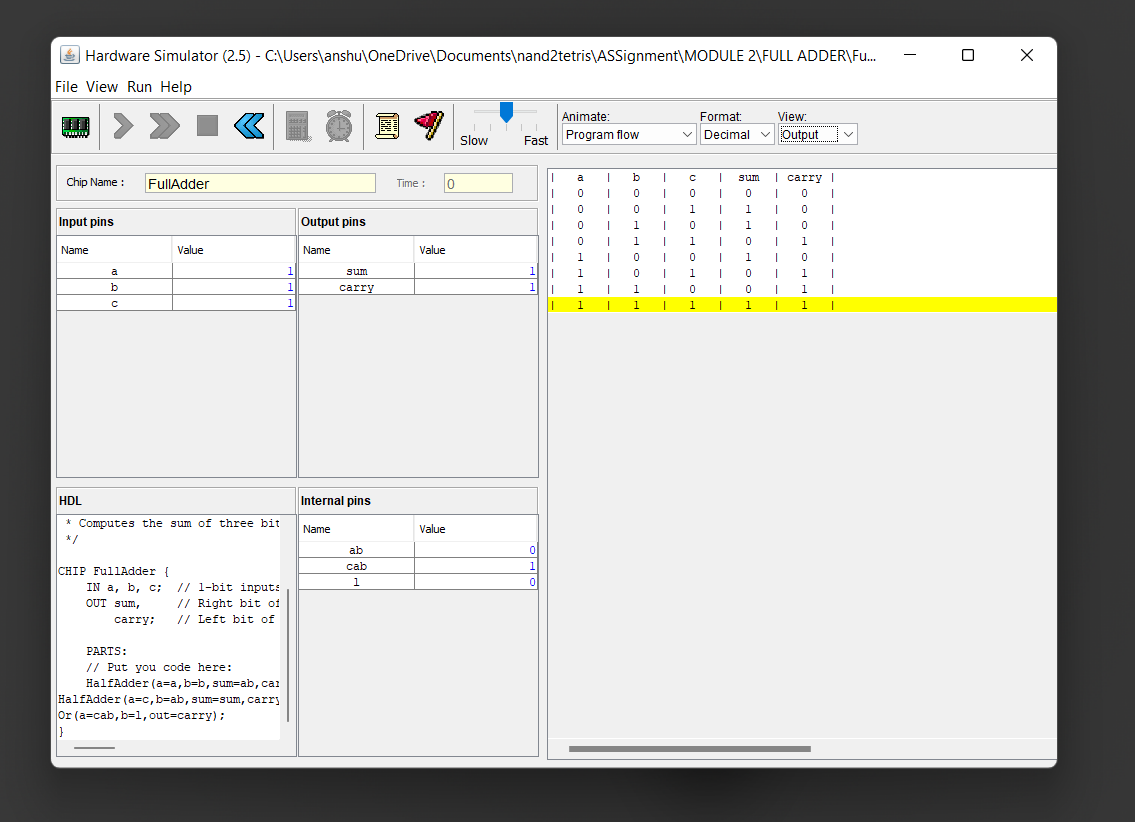 Hardware Simulator (2.5) - C:\Users\anshu\OneDrive\Documents\nand2tetris\ASSignment\MODULE 2\FULL ADDER\Fu...
File View Run Help
Slow Fast
Animate: Format: View:
Program flow Decimal Output
Chip Name : FullAdder Time : 0
Input pins
Name Value
a 1
b 1
c 1
Output pins
Name Value
sum 1
carry 1
HDL
* Computes the sum of three bit
*/
CHIP FullAdder {
IN a, b, c; // 1-bit inputs
OUT sum, // Right bit of
carry; // Left bit of
PARTS:
// Put you code here:
HalfAdder(a=a,b=b,sum=ab,car
HalfAdder(a=c,b=ab,sum=sum,carry
Or(a=cab,b=l,out=carry);
}
Internal pins
Name Value
ab 0
cab 1
l 0
| a | b | c | sum | carry |
| 0 | 0 | 0 | 0 | 0 |
| 0 | 0 | 1 | 1 | 0 |
| 0 | 1 | 0 | 1 | 0 |
| 0 | 1 | 1 | 0 | 1 |
| 1 | 0 | 0 | 1 | 0 |
| 1 | 0 | 1 | 0 | 1 |
| 1 | 1 | 0 | 0 | 1 |
| 1 | 1 | 1 | 1 | 1 |